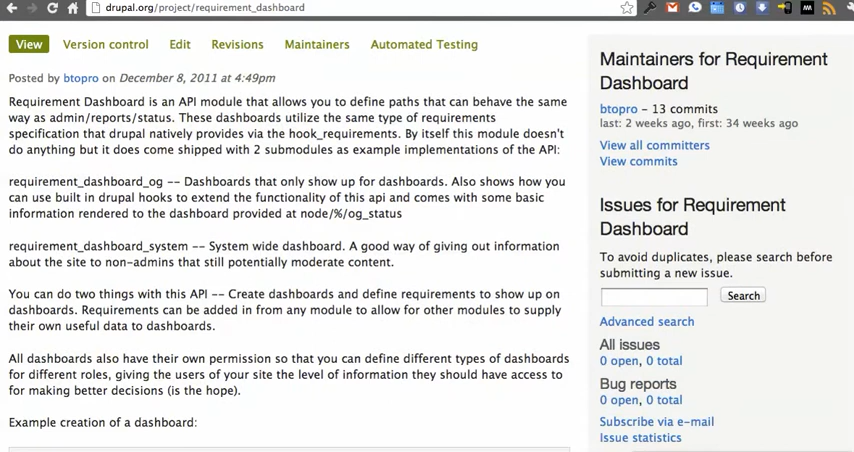 drupal.org/project/requirement_dashboard
View Version control Edit Revisions Maintainers Automated Testing
Posted by btopro on December 8, 2011 at 4:49pm
Requirement Dashboard is an API module that allows you to define paths that can behave the same
way as admin/reports/status. These dashboards utilize the same type of requirements
specification that drupal natively provides via the hook_requirements. By itself this module doesn't
do anything but it does come shipped with 2 submodules as example implementations of the API:
requirement_dashboard_og -- Dashboards that only show up for dashboards. Also shows how you
can use built in drupal hooks to extend the functionality of this api and comes with some basic
information rendered to the dashboard provided at node/%/og_status
requirement_dashboard_system -- System wide dashboard. A good way of giving out information
about the site to non-admins that still potentially moderate content.
You can do two things with this API -- Create dashboards and define requirements to show up on
dashboards. Requirements can be added in from any module to allow for other modules to supply
their own useful data to dashboards.
All dashboards also have their own permission so that you can define different types of dashboards
for different roles, giving the users of your site the level of information they should have access to
for making better decisions (is the hope).
Example creation of a dashboard:
Maintainers for Requirement
Dashboard
btopro – 13 commits
last: 2 weeks ago, first: 34 weeks ago
View all committers
View commits
Issues for Requirement
Dashboard
To avoid duplicates, please search before
submitting a new issue.
Search
Advanced search
All issues
0 open, 0 total
Bug reports
0 open, 0 total
Subscribe via e-mail
Issue statistics